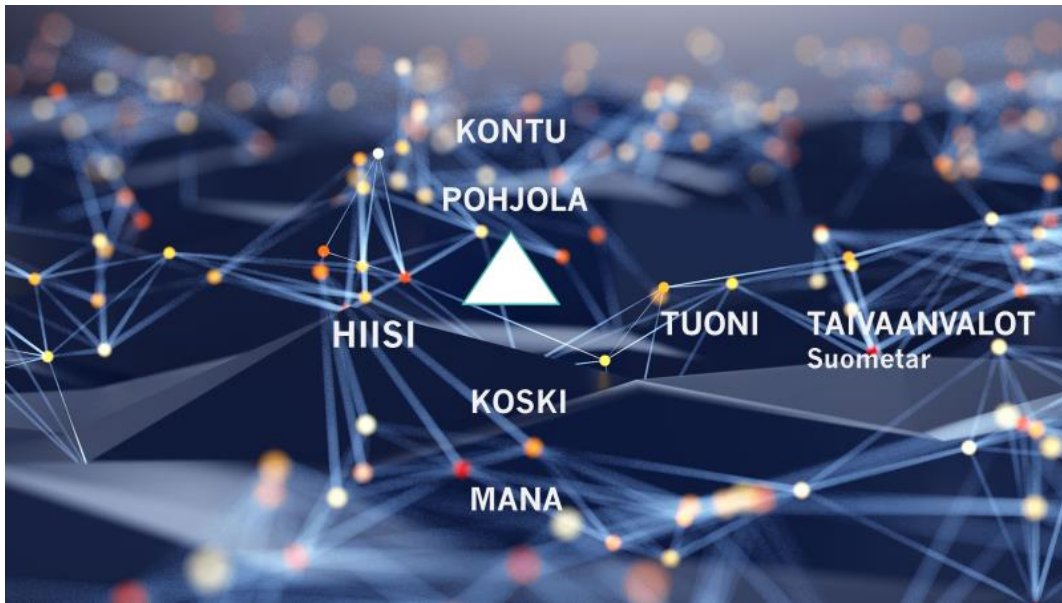 KONTU
POHJOLA
HIISI
TUONI
TAIVAANVALOT
Suometar
KOSKI
MANA